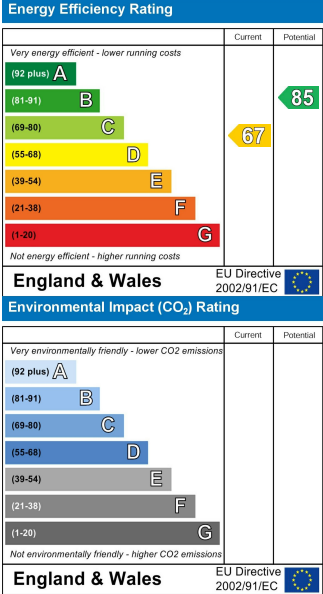 Energy Efficiency Rating
Current Potential
Very energy efficient - lower running costs
(92 plus) A
(81-91) B
85
(69-80) C
67
(55-68) D
(39-54) E
(21-38) F
(1-20) G
Not energy efficient - higher running costs
England & Wales
EU Directive
2002/91/EC
Environmental Impact (CO₂) Rating
Current Potential
Very environmentally friendly - lower CO2 emissions
(92 plus) A
(81-91) B
(69-80) C
(55-68) D
(39-54) E
(21-38) F
(1-20) G
Not environmentally friendly - higher CO2 emissions
England & Wales
EU Directive
2002/91/EC